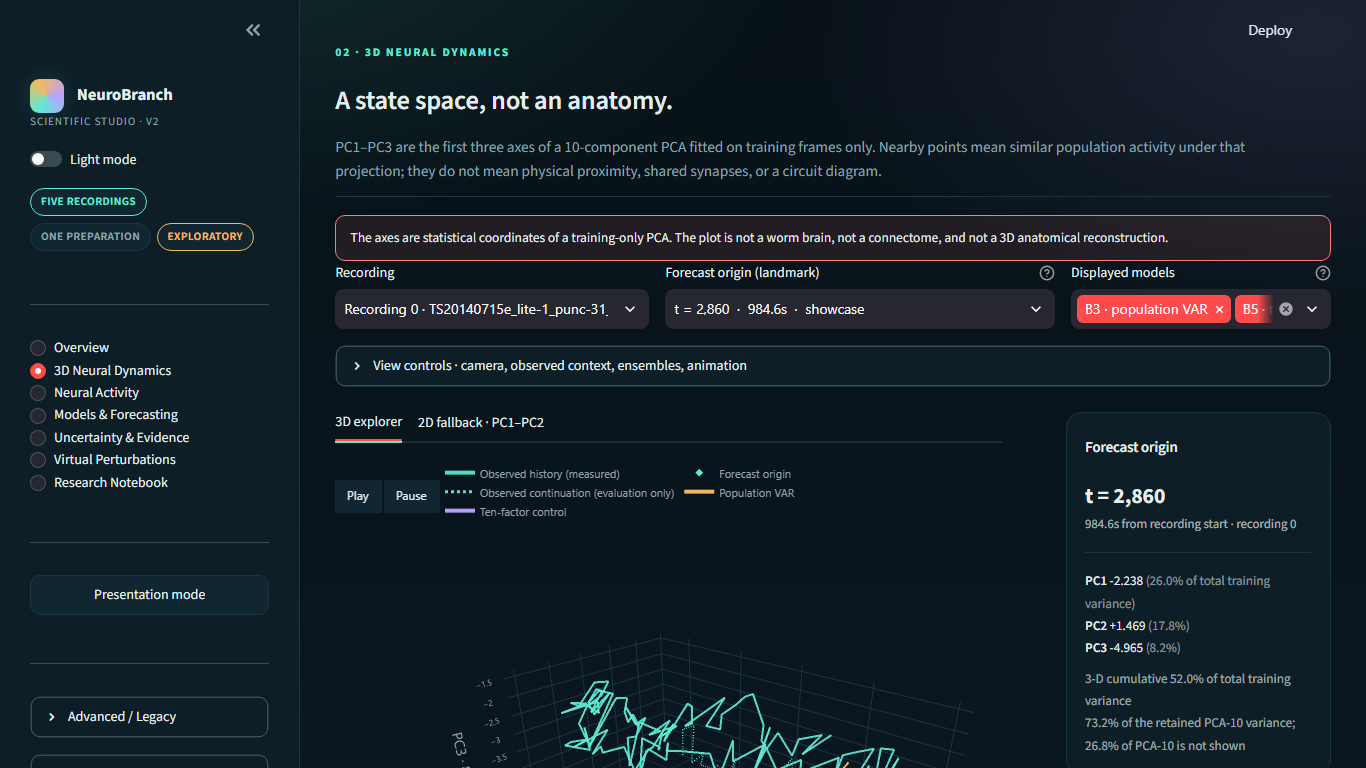 Deploy
NeuroBranch
SCIENTIFIC STUDIO · V2
Light mode
FIVE RECORDINGS
ONE PREPARATION
EXPLORATORY
Overview
3D Neural Dynamics
Neural Activity
Models & Forecasting
Uncertainty & Evidence
Virtual Perturbations
Research Notebook
Presentation mode
Advanced / Legacy
02 · 3D NEURAL DYNAMICS
A state space, not an anatomy.
PC1–PC3 are the first three axes of a 10-component PCA fitted on training frames only. Nearby points mean similar population activity under that
projection; they do not mean physical proximity, shared synapses, or a circuit diagram.
The axes are statistical coordinates of a training-only PCA. The plot is not a worm brain, not a connectome, and not a 3D anatomical reconstruction.
Recording
Recording 0 · TS20140715e_lite-1_punc-31_
Forecast origin (landmark)
t = 2,860 · 984.6s · showcase
Displayed models
B3 · population VAR
B5 ·
View controls · camera, observed context, ensembles, animation
3D explorer
2D fallback · PC1–PC2
Play
Pause
Observed history (measured)
Observed continuation (evaluation only)
Ten-factor control
Forecast origin
Population VAR
−1.5
−2
−2.5
−3
−3.5
PC3 ·
Forecast origin
t = 2,860
984.6s from recording start · recording 0
PC1 -2.238 (26.0% of total training
variance)
PC2 +1.469 (17.8%)
PC3 -4.965 (8.2%)
3-D cumulative 52.0% of total training
variance
73.2% of the retained PCA-10 variance;
26.8% of PCA-10 is not shown